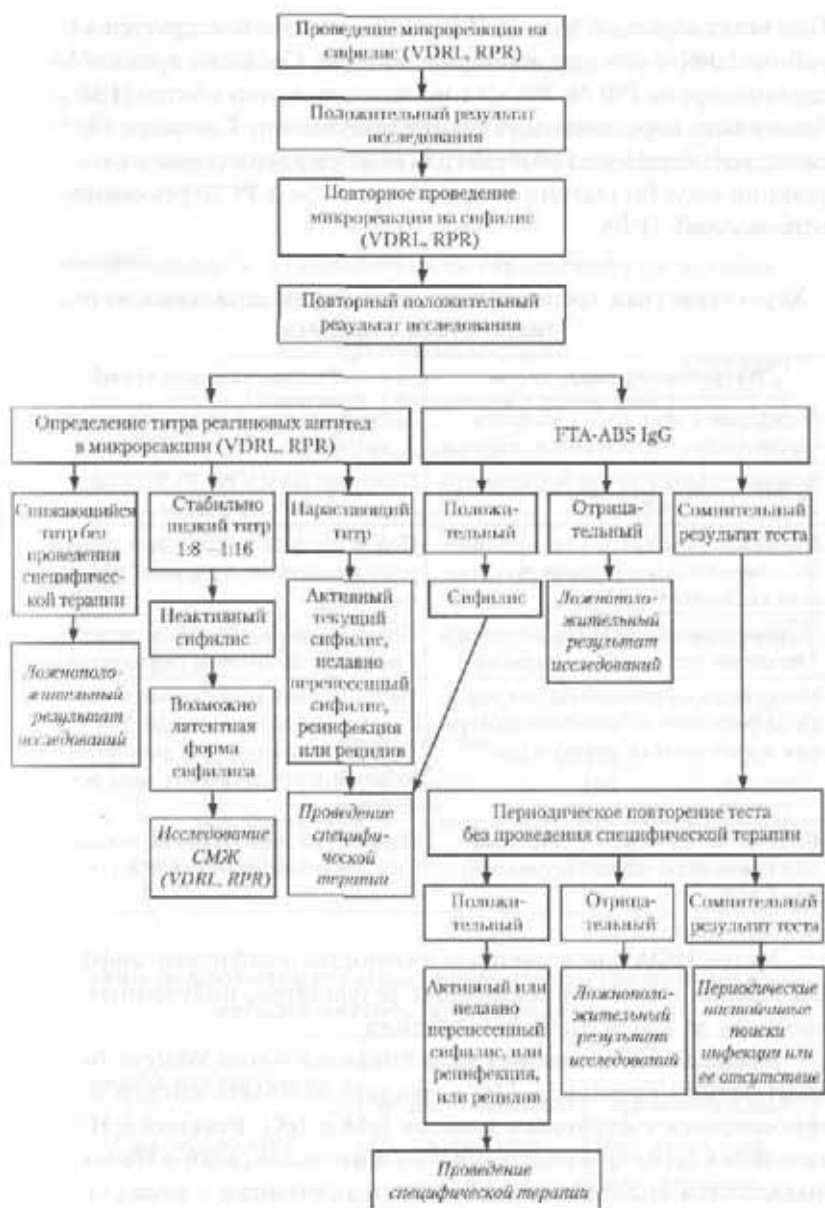 Проведение микрореакции на
сифилис (VDRL, RPR)
Положительный результат
исследования
Повторное проведение
микрореакции на сифилис
(VDRL, RPR)
Повторный положительный
результат исследования
Определение титра реагиновых антител
в микрореакции (VDRL, RPR)
FTA-ABS IgG
Снижающийся
титр без
проведения
специфичес-
кой терапии
Стабильно
низкий титр
1:8 –1:16
Нарастающий
титр
Положи-
тельный
Отрица-
тельный
Сомнительный
результат теста
Ложнополо-
жительный
результат
исследований
Неактивный
сифилис
Возможно
латентная
форма
сифилиса
Исследование
СМЖ
(VDRL, RPR)
Активный
текущий
сифилис,
недавно
перенесенный
сифилис,
реинфекция
или рецидив
Проведение
специфи-
ческой
терапии
Сифилис
Ложнополо-
жительный
результат
исследований
Периодическое повторение теста
без проведения специфической терапии
Положи-
тельный
Отрица-
тельный
Сомнительный
результат теста
Активный или
недавно
перенесенный
сифилис, или
реинфекция,
или рецидив
Ложнополо-
жительный
результат
исследований
Периодические
настойчивые
поиски
инфекции или
ее отсутствие
Проведение
специфической терапии